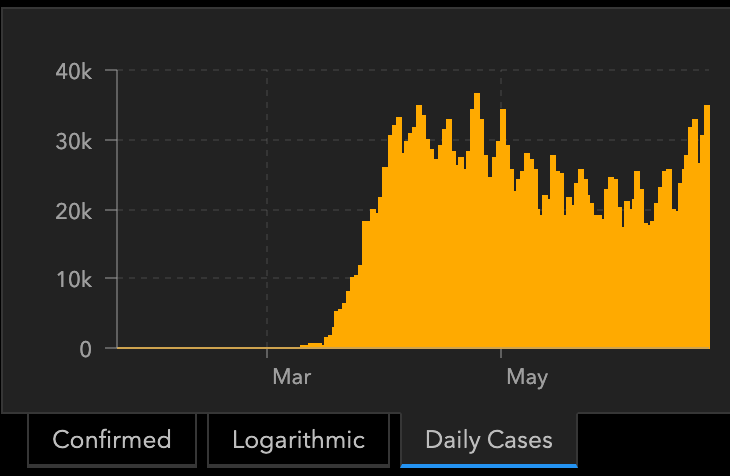 40k
30k
20k
10k
0
Mar May
Confirmed Logarithmic Daily Cases